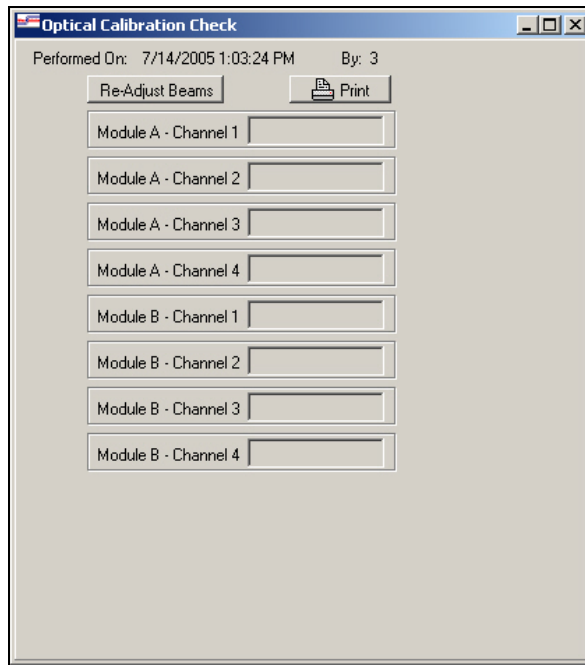 Optical Calibration Check
Performed On: 7/14/2005 1:03:24 PM By: 3
Re-Adjust Beams Print
Module A - Channel 1
Module A - Channel 2
Module A - Channel 3
Module A - Channel 4
Module B - Channel 1
Module B - Channel 2
Module B - Channel 3
Module B - Channel 4